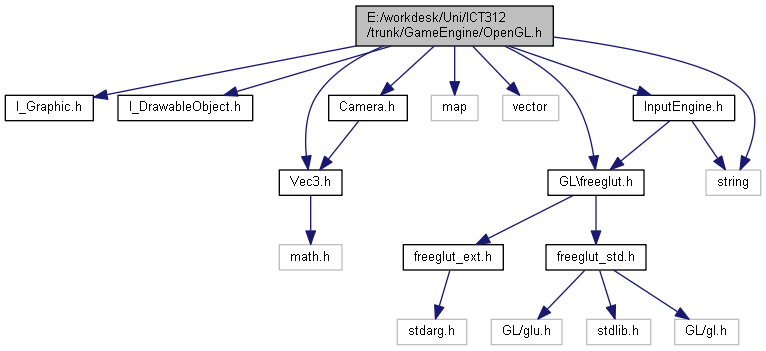 E:/workdesk/Uni/ICT312
/trunk/GameEngine/OpenGL.h
I_Graphic.h
I_DrawableObject.h
Camera.h
map
vector
InputEngine.h
Vec3.h
GL\freeglut.h
string
math.h
freeglut_ext.h
freeglut_std.h
stdarg.h
GL/glu.h
stdlib.h
GL/gl.h